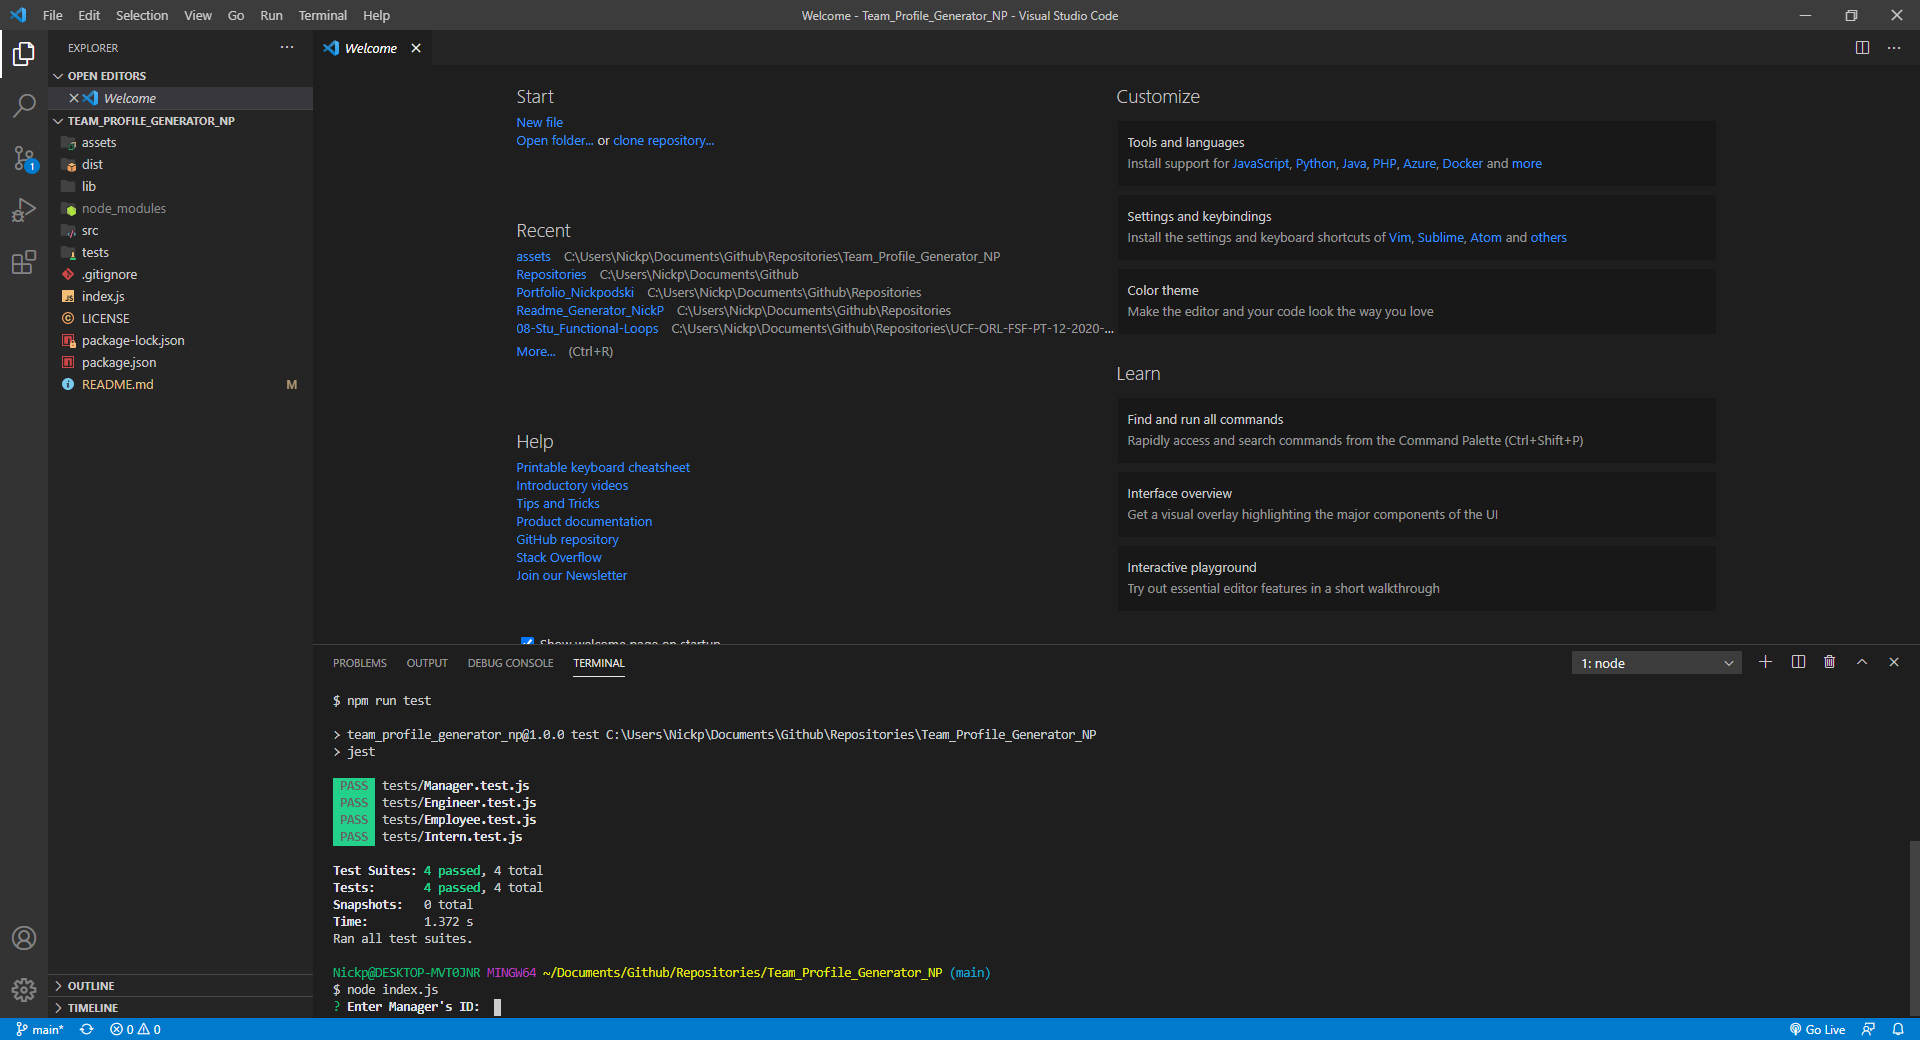 File Edit Selection View Go Run Terminal Help
Welcome - Team_Profile_Generator_NP - Visual Studio Code
EXPLORER
OPEN EDITORS
Welcome
TEAM_PROFILE_GENERATOR_NP
assets
dist
lib
node_modules
src
tests
.gitignore
index.js
LICENSE
package-lock.json
package.json
README.md M
OUTLINE
TIMELINE
1
Welcome
Start
New file
Open folder... or clone repository...
Recent
assets C:\Users\Nickp\Documents\Github\Repositories\Team_Profile_Generator_NP
Repositories C:\Users\Nickp\Documents\Github
Portfolio_Nickpodski C:\Users\Nickp\Documents\Github\Repositories
Readme_Generator_NickP C:\Users\Nickp\Documents\Github\Repositories
08-Stu_Functional-Loops C:\Users\Nickp\Documents\Github\Repositories\UCF-ORL-FSF-PT-12-2020-...
More... (Ctrl+R)
Help
Printable keyboard cheatsheet
Introductory videos
Tips and Tricks
Product documentation
GitHub repository
Stack Overflow
Join our Newsletter
Show welcome page on startup
Customize
Tools and languages
Install support for JavaScript, Python, Java, PHP, Azure, Docker and more
Settings and keybindings
Install the settings and keyboard shortcuts of Vim, Sublime, Atom and others
Color theme
Make the editor and your code look the way you love
Learn
Find and run all commands
Rapidly access and search commands from the Command Palette (Ctrl+Shift+P)
Interface overview
Get a visual overlay highlighting the major components of the UI
Interactive playground
Try out essential editor features in a short walkthrough
PROBLEMS OUTPUT DEBUG CONSOLE TERMINAL
1: node
$ npm run test
> team_profile_generator_np@1.0.0 test C:\Users\Nickp\Documents\Github\Repositories\Team_Profile_Generator_NP
> jest
PASS tests/Manager.test.js
PASS tests/Engineer.test.js
PASS tests/Employee.test.js
PASS tests/Intern.test.js
Test Suites: 4 passed, 4 total
Tests: 4 passed, 4 total
Snapshots: 0 total
Time: 1.372 s
Ran all test suites.
Nickp@DESKTOP-MVT0JNR MINGW64 ~/Documents/Github/Repositories/Team_Profile_Generator_NP (main)
$ node index.js
? Enter Manager's ID:
main* 0 0
Go Live